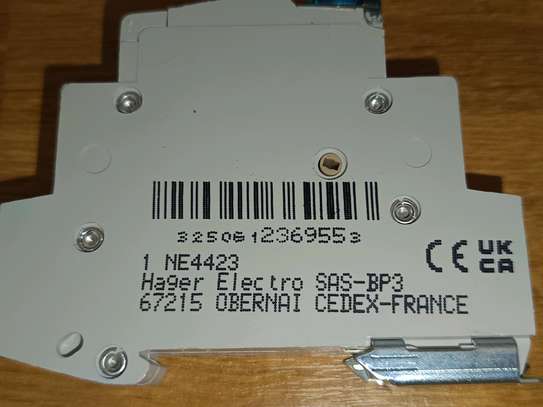 3250612369553
CE UK
CA
1 NE4423
Hager Electro SAS-BP3
67215 OBERNAI CEDEX-FRANCE